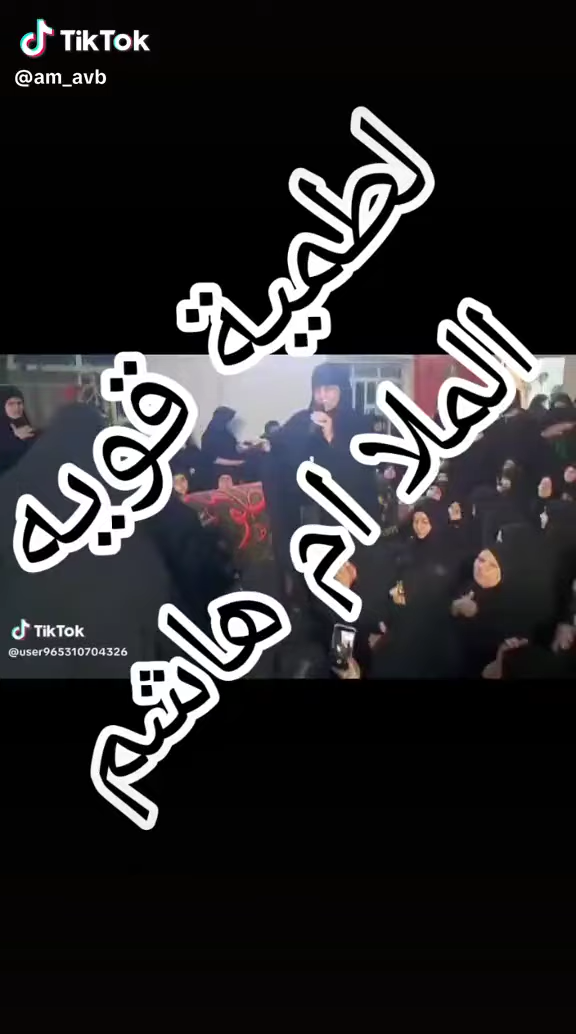 TikTok
@am_avb
لطمية قويه
الملا ام هاشم
TikTok
@user965310704326